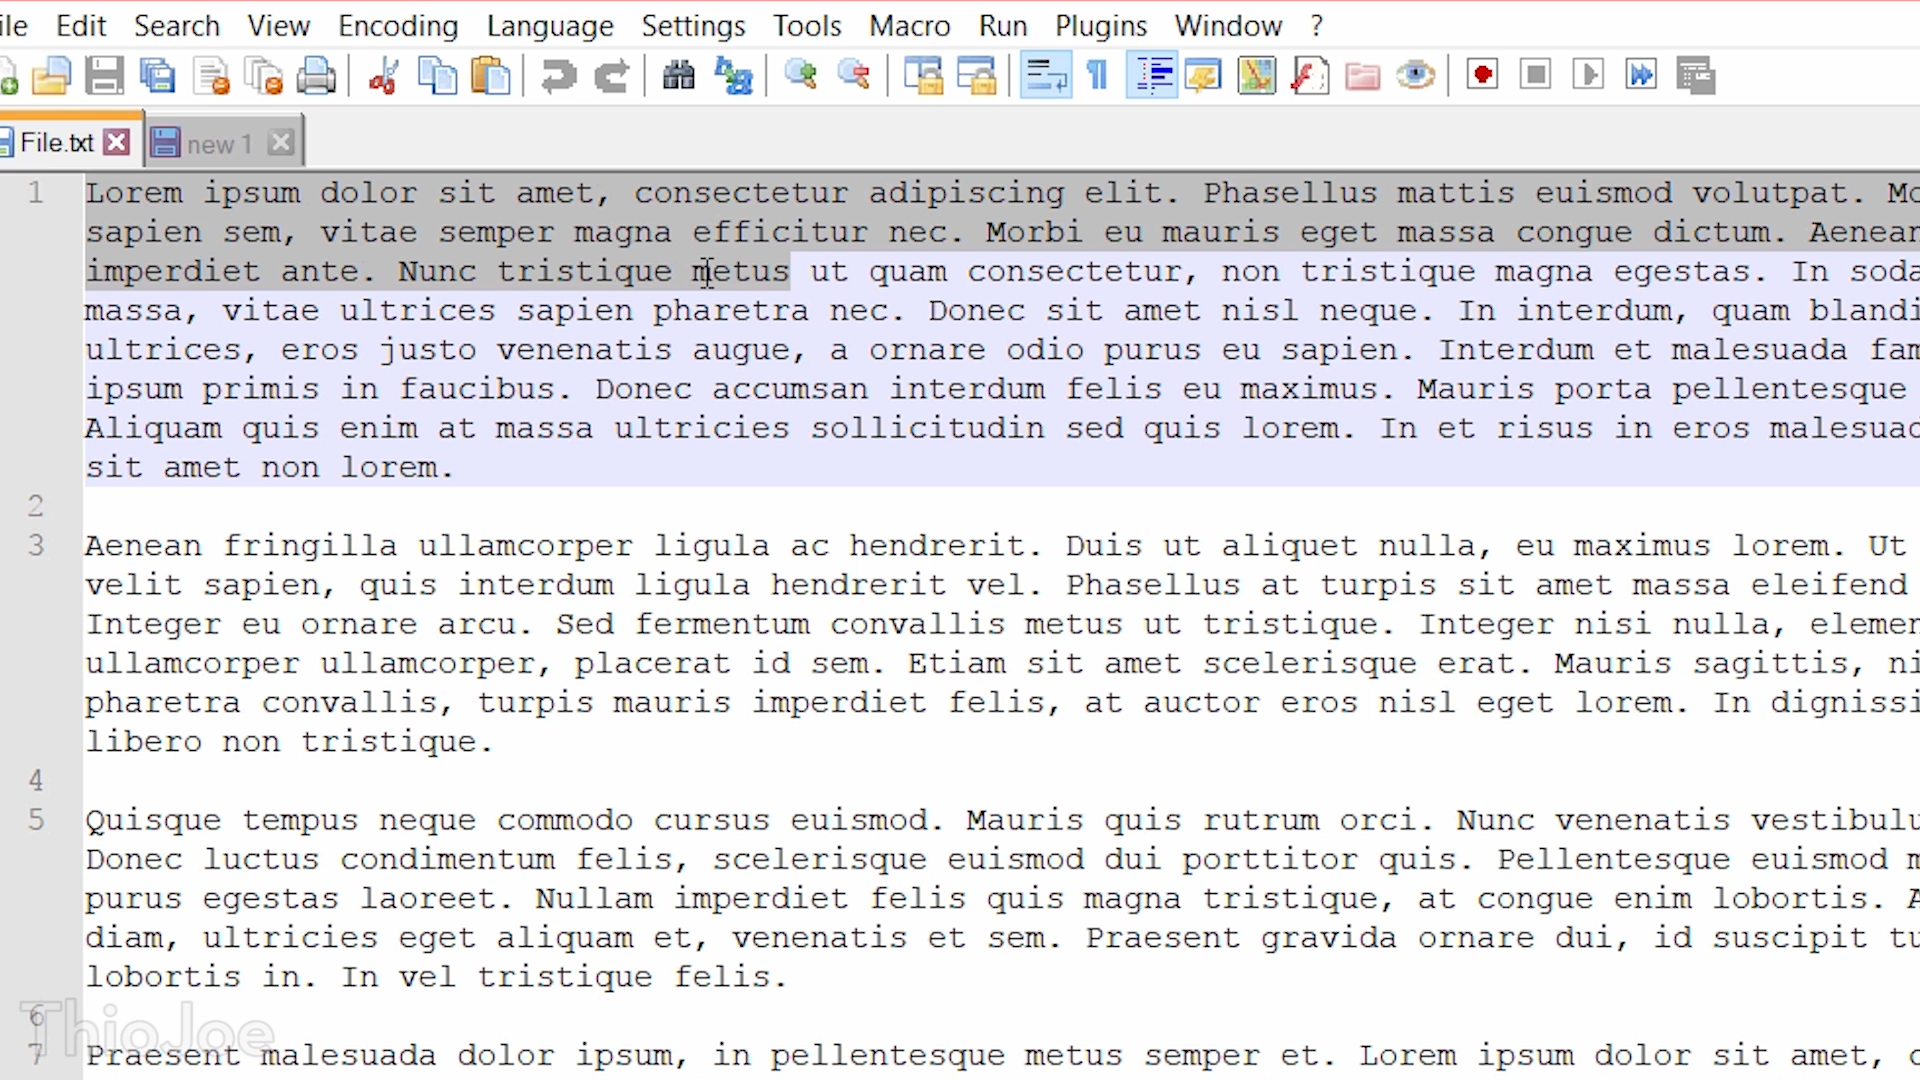 Edit Search View Encoding Language Settings Tools Macro Run Plugins Window ?
File.txt new 1
1 Lorem ipsum dolor sit amet, consectetur adipiscing elit. Phasellus mattis euismod volutpat.
sapien sem, vitae semper magna efficitur nec. Morbi eu mauris eget massa congue dictum. Aenean
imperdiet ante. Nunc tristique metus ut quam consectetur, non tristique magna egestas. In
massa, vitae ultrices sapien pharetra nec. Donec sit amet nisl neque. In interdum, quam
ultrices, eros justo venenatis augue, a ornare odio purus eu sapien. Interdum et malesuada
ipsum primis in faucibus. Donec accumsan interdum felis eu maximus. Mauris porta pellentesque
Aliquam quis enim at massa ultricies sollicitudin sed quis lorem. In et risus in eros
sit amet non lorem.
2
3 Aenean fringilla ullamcorper ligula ac hendrerit. Duis ut aliquet nulla, eu maximus lorem. Ut
velit sapien, quis interdum ligula hendrerit vel. Phasellus at turpis sit amet massa eleifend
Integer eu ornare arcu. Sed fermentum convallis metus ut tristique. Integer nisi nulla,
ullamcorper ullamcorper, placerat id sem. Etiam sit amet scelerisque erat. Mauris sagittis,
pharetra convallis, turpis mauris imperdiet felis, at auctor eros nisl eget lorem. In
libero non tristique.
4
5 Quisque tempus neque commodo cursus euismod. Mauris quis rutrum orci. Nunc venenatis
Donec luctus condimentum felis, scelerisque euismod dui porttitor quis. Pellentesque euismod
purus egestas laoreet. Nullam imperdiet felis quis magna tristique, at congue enim lobortis.
diam, ultricies eget aliquam et, venenatis et sem. Praesent gravida ornare dui, id suscipit
lobortis in. In vel tristique felis.
6
ThioJoe
7 Praesent malesuada dolor ipsum, in pellentesque metus semper et. Lorem ipsum dolor sit amet,